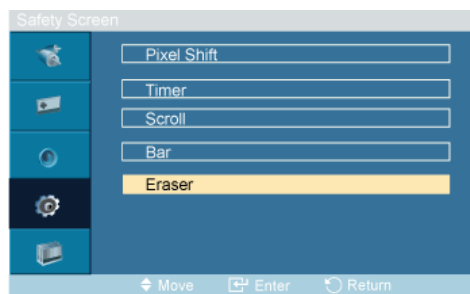 Safety Screen
Pixel Shift
Timer
Scroll
Bar
Eraser
Move Enter Return